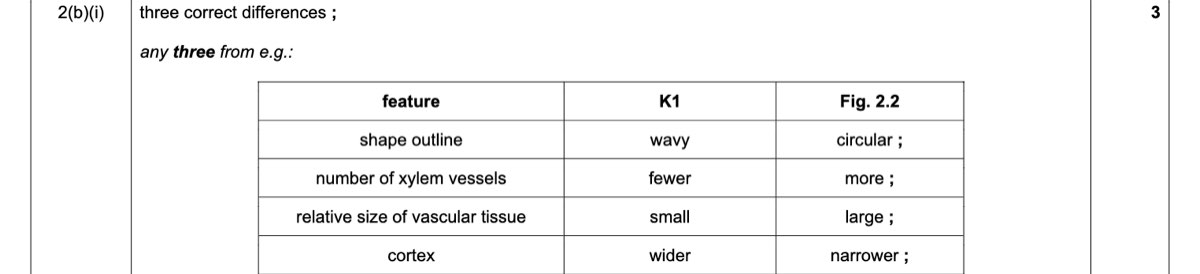 2(b)(i) three correct differences ; 3
any three from e.g.:
feature K1 Fig. 2.2
shape outline wavy circular ;
number of xylem vessels fewer more ;
relative size of vascular tissue small large ;
cortex wider narrower ;